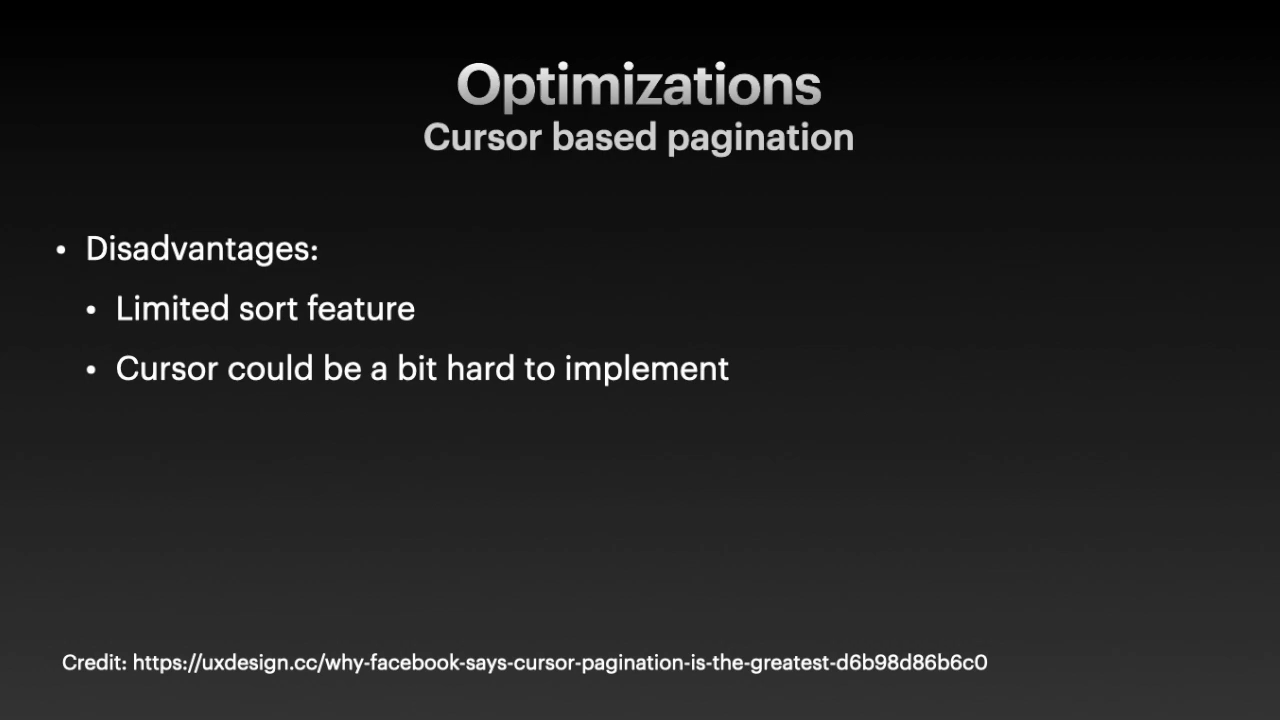 Optimizations
Cursor based pagination
• Disadvantages:
• Limited sort feature
• Cursor could be a bit hard to implement
Credit: https://uxdesign.cc/why-facebook-says-cursor-pagination-is-the-greatest-d6b98d86b6c0